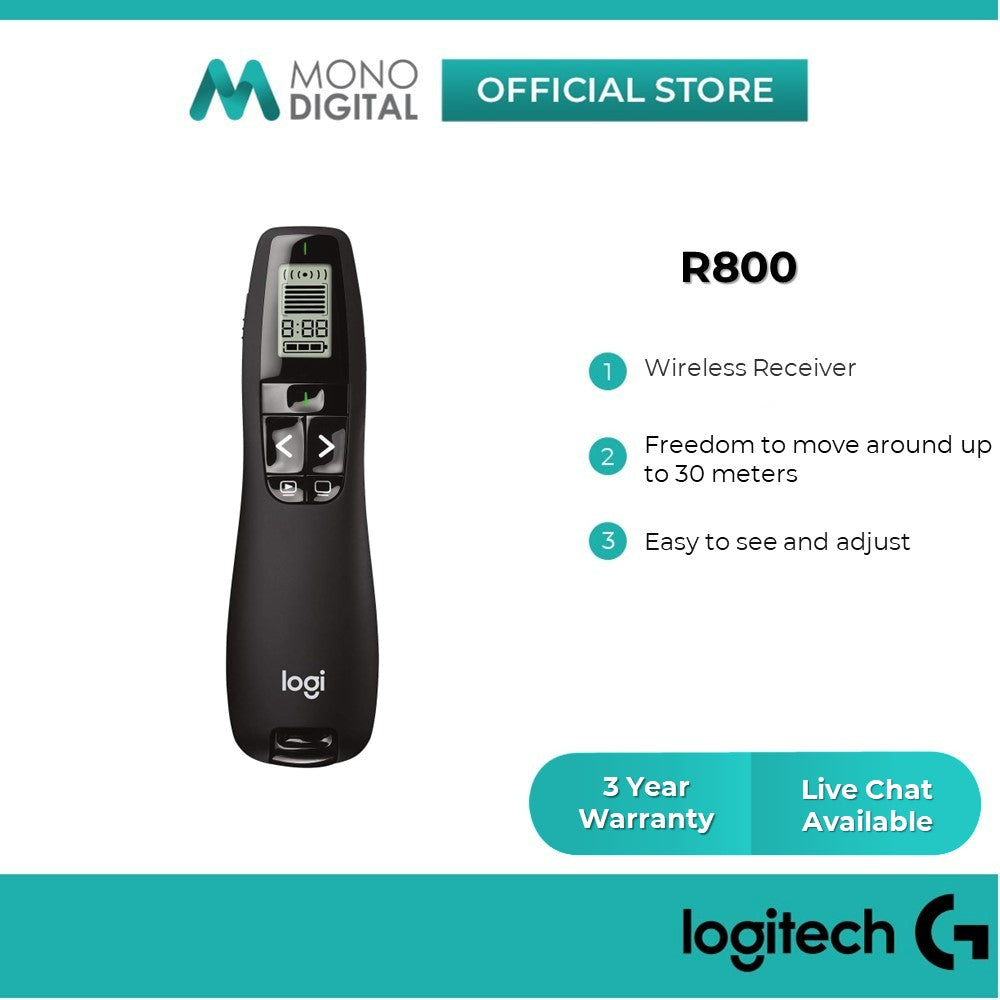 MONO
DIGITAL
OFFICIAL STORE
R800
8:88
1 Wireless Receiver
2 Freedom to move around up
to 30 meters
3 Easy to see and adjust
logi
3 Year
Warranty
Live Chat
Available
logitech G